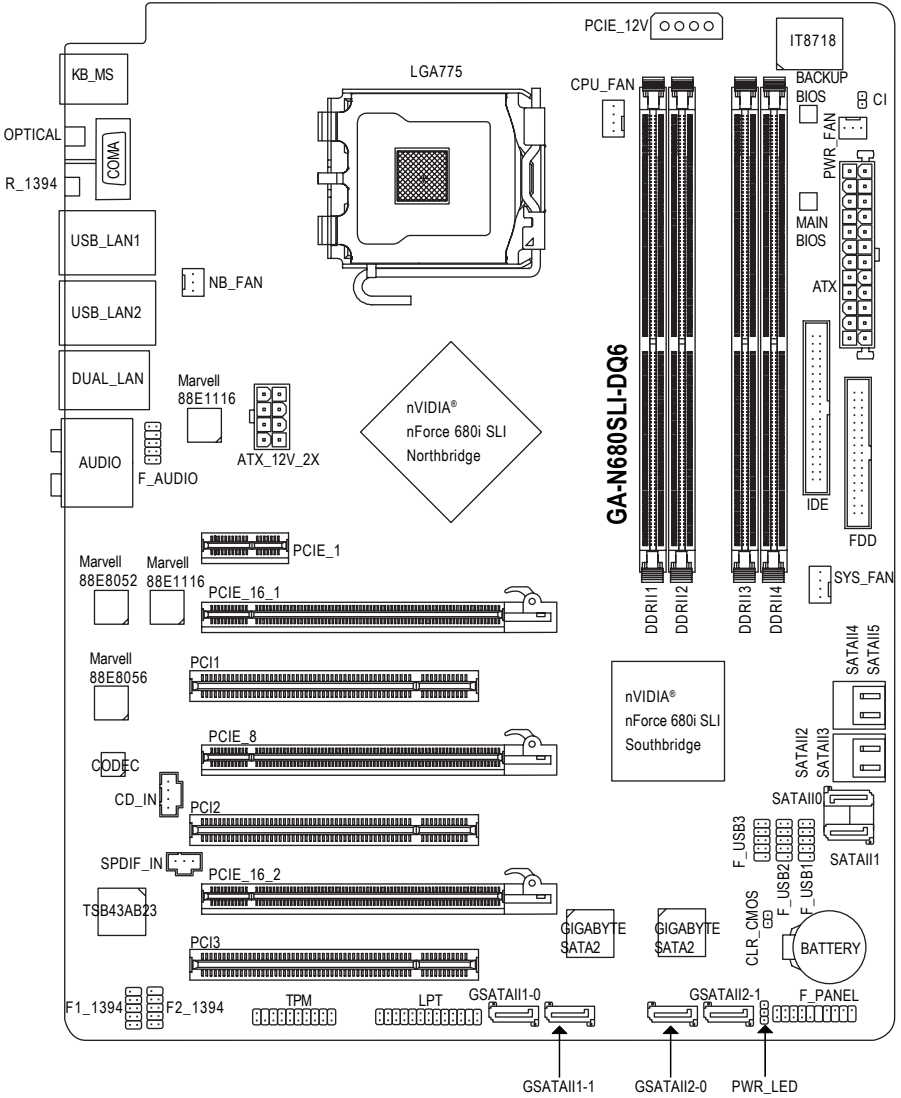 PCIE_12V
IT8718
KB_MS
LGA775
CPU_FAN
BACKUP
BIOS
CI
PWR_FAN
OPTICAL
COMA
R_1394
USB_LAN1
MAIN
BIOS
NB_FAN
ATX
USB_LAN2
DUAL_LAN
Marvell
88E1116
nVIDIA®
nForce 680i SLI
Northbridge
GA-N680SLI-DQ6
AUDIO
F_AUDIO
ATX_12V_2X
IDE
FDD
PCIE_1
Marvell
88E8052
Marvell
88E1116
PCIE_16_1
DDRII1
DDRII2
DDRII3
DDRII4
SYS_FAN
Marvell
88E8056
PCI1
nVIDIA®
nForce 680i SLI
Southbridge
SATAII4
SATAII5
PCIE_8
SATAII2
SATAII3
CODEC
CD_IN
PCI2
SATAII0
F_USB3
SATAII1
SPDIF_IN
PCIE_16_2
F_USB2
F_USB1
TSB43AB23
GIGABYTE
SATA2
GIGABYTE
SATA2
CLR_CMOS
BATTERY
PCI3
F1_1394
F2_1394
TPM
LPT
GSATAII1-0
GSATAII2-1
F_PANEL
GSATAII1-1
GSATAII2-0
PWR_LED